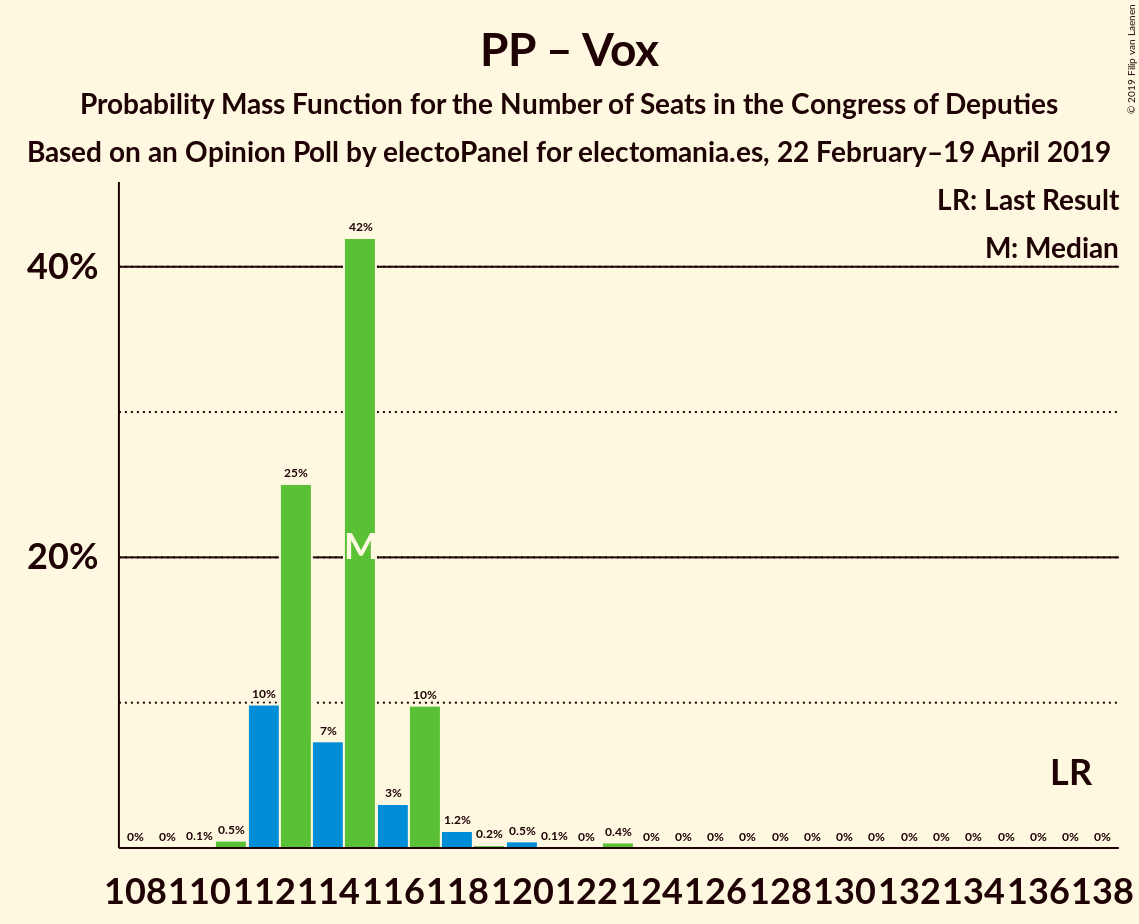 PP – Vox
Probability Mass Function for the Number of Seats in the Congress of Deputies
Based on an Opinion Poll by electoPanel for electomania.es, 22 February–19 April 2019
© 2019 Filip van Laenen
LR: Last Result
M: Median
42%
40%
25%
M
20%
10% 10%
7%
LR
3%
1.2%
0% 0% 0.1% 0.5% 0.2% 0.5% 0.1% 0% 0.4% 0% 0% 0% 0% 0% 0% 0% 0% 0% 0% 0% 0% 0% 0% 0%
108 110 112 114 116 118 120 122 124 126 128 130 132 134 136 138